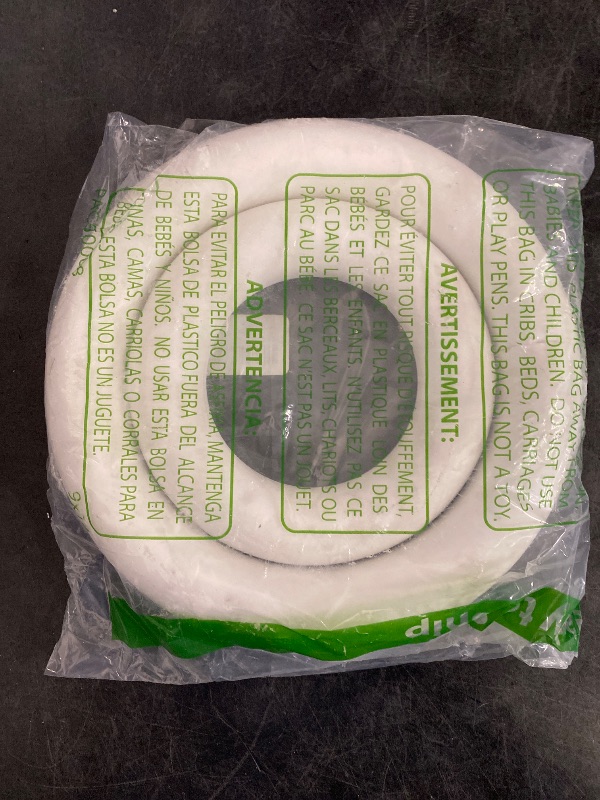 BABIES AND CHILDREN. DO NOT USE
THIS BAG IN CRIBS, BEDS, CARRIAGES
OR PLAY PENS. THIS BAG IS NOT A TOY.
AVERTISSEMENT:
POUR ÉVITER TOUT D'ÉTOUFFEMENT,
GARDEZ CE SAC EN PLASTIQUE LOIN DES
BÉBÉS ET LES ENFANTS. N'UTILISEZ PAS CE
SAC DANS LES BERCEAUX, LITS, CHARIOTS OU
PARC AU BÉBÉ. CE SAC N'EST PAS UN JOUET.
ADVERTENCIA:
PARA EVITAR EL PELIGRO DE MANTENGA
ESTA BOLSA DE PLASTICO FUERA DEL ALCANCE
DE BEBÉS Y NIÑOS. NO USAR ESTA BOLSA EN
CUNAS, CAMAS, CARRIOLAS O CORRALES PARA
ESTA BOLSA NO ES UN JUGUETE.